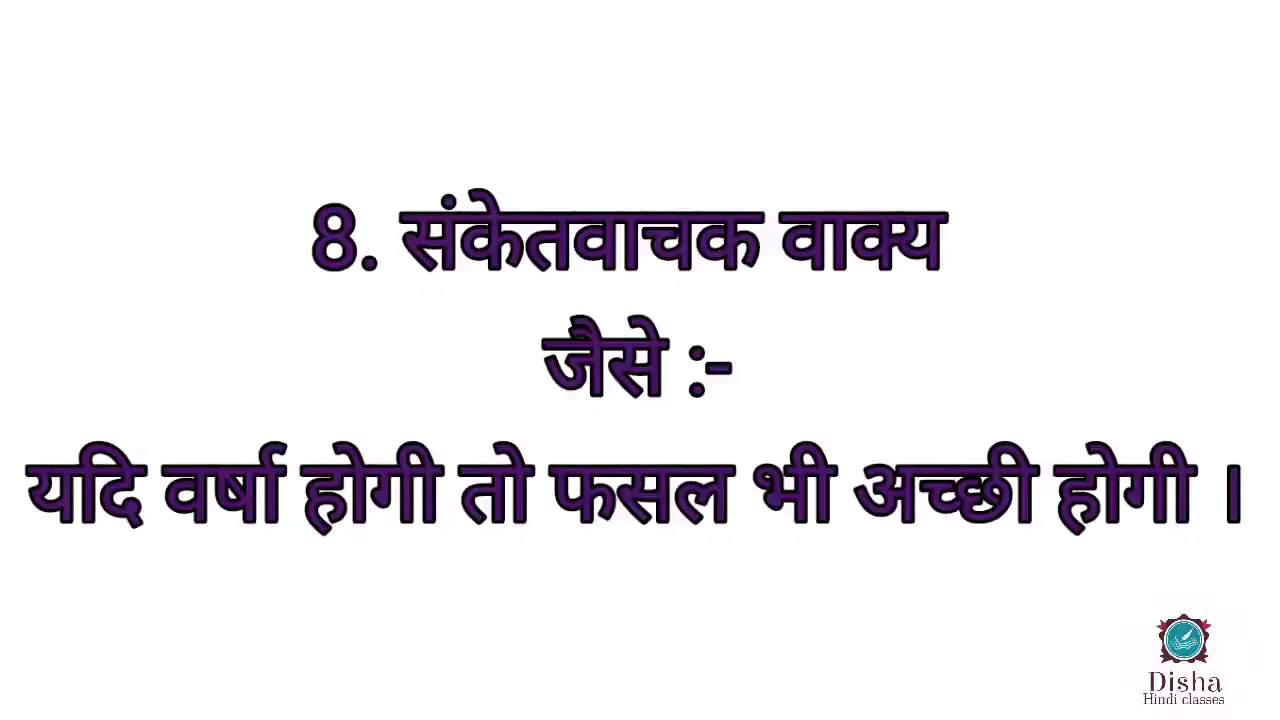 8. संकेतवाचक वाक्य
जैसे :-
यदि वर्षा होगी तो फसल भी अच्छी होगी ।
Disha
Hindi classes